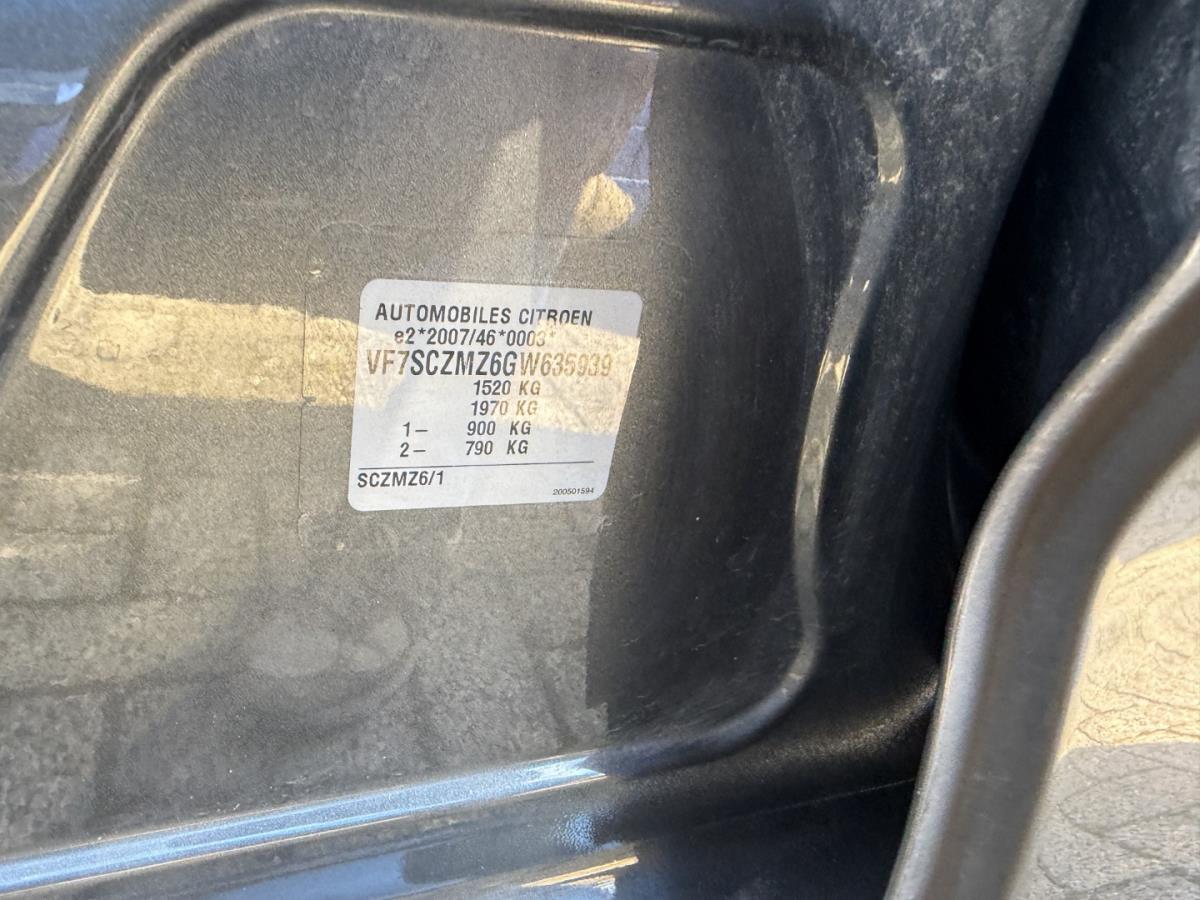 AUTOMOBILES CITROEN
e2*2007/46*0003*
VF7SCZMZ6GW635939
1520 KG
1970 KG
1– 900 KG
2– 790 KG
SCZMZ6/1
200501594